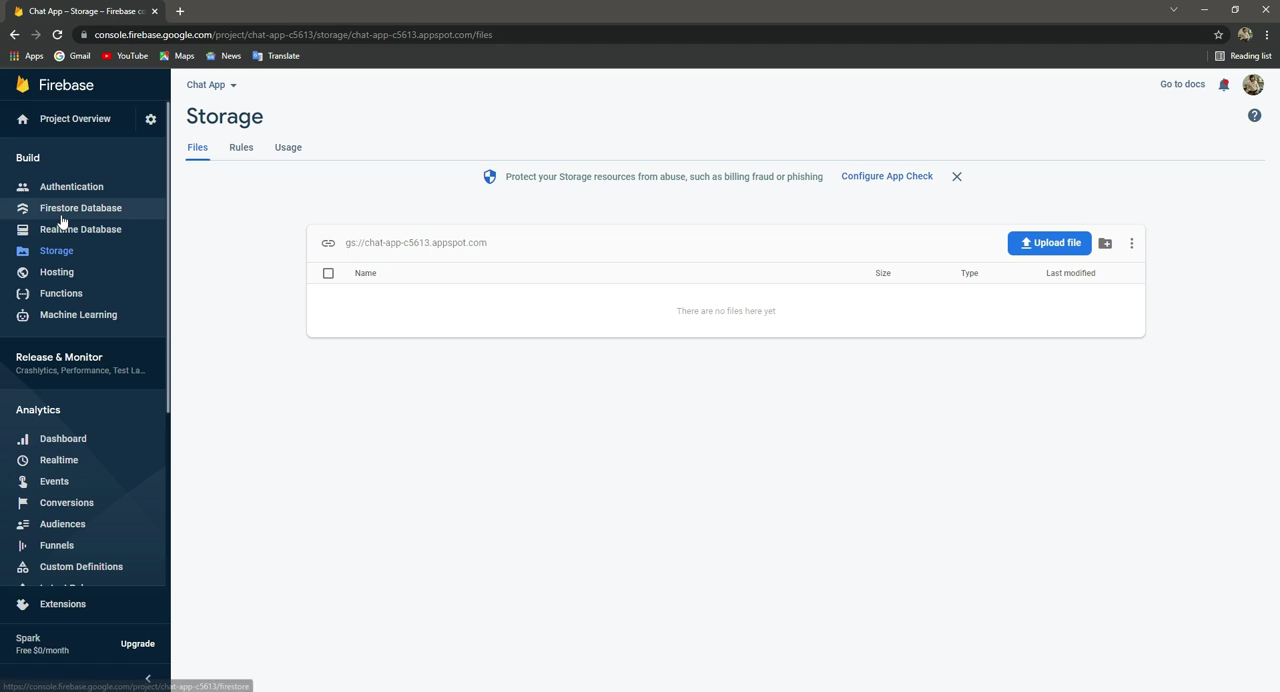 Chat App – Storage – Firebase co
console.firebase.google.com/project/chat-app-c5613/storage/chat-app-c5613.appspot.com/files
Apps Gmail YouTube Maps News Translate Reading list
Firebase
Chat App
Go to docs
Project Overview
Storage
Files Rules Usage
Build
Protect your Storage resources from abuse, such as billing fraud or phishing Configure App Check
Authentication
Firestore Database
Realtime Database
Storage
Hosting
Functions
Machine Learning
gs://chat-app-c5613.appspot.com
Upload file
Name Size Type Last modified
There are no files here yet
Release & Monitor
Crashlytics, Performance, Test La...
Analytics
Dashboard
Realtime
Events
Conversions
Audiences
Funnels
Custom Definitions
Extensions
Spark
Free $0/month
Upgrade
https://console.firebase.google.com/project/chat-app-c5613/firestore